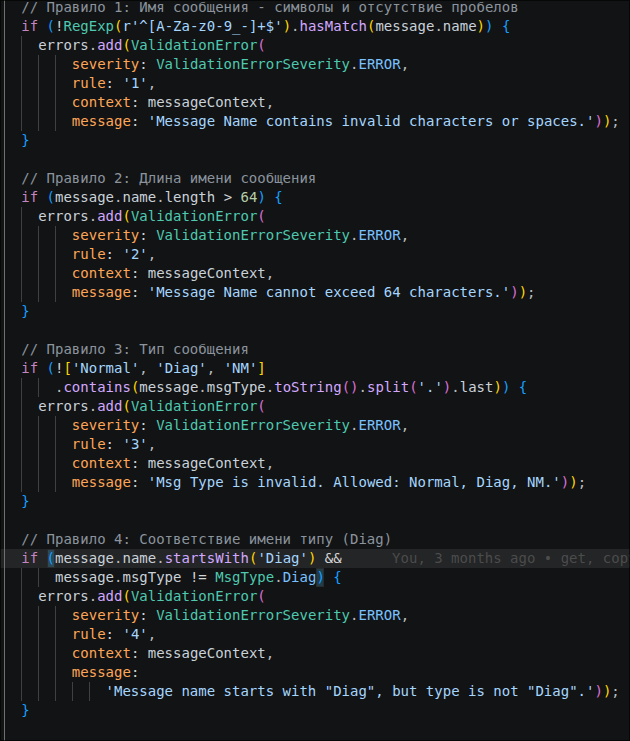 // Правило 1: Имя сообщения - символы и отсутствие пробелов
if (!RegExp(r'^[A-Za-z0-9_-]+$').hasMatch(message.name)) {
errors.add(ValidationError(
severity: ValidationErrorSeverity.ERROR,
rule: '1',
context: messageContext,
message: 'Message Name contains invalid characters or spaces.'));
}
// Правило 2: Длина имени сообщения
if (message.name.length > 64) {
errors.add(ValidationError(
severity: ValidationErrorSeverity.ERROR,
rule: '2',
context: messageContext,
message: 'Message Name cannot exceed 64 characters.'));
}
// Правило 3: Тип сообщения
if (!['Normal', 'Diag', 'NM']
.contains(message.msgType.toString().split('.').last)) {
errors.add(ValidationError(
severity: ValidationErrorSeverity.ERROR,
rule: '3',
context: messageContext,
message: 'Msg Type is invalid. Allowed: Normal, Diag, NM.'));
}
// Правило 4: Соответствие имени типу (Diag)
if (message.name.startsWith('Diag') && You, 3 months ago • get, cop
message.msgType != MsgType.Diag) {
errors.add(ValidationError(
severity: ValidationErrorSeverity.ERROR,
rule: '4',
context: messageContext,
message:
'Message name starts with "Diag", but type is not "Diag".'));
}